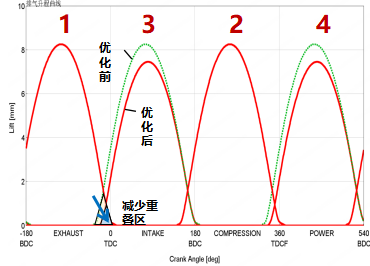 排气升程曲线
1 3 2 4
优
化
前
优
化
后
减少重
叠区
Lift [mm]
10
8
6
4
2
0
-180 0 180 360 540
BDC EXHAUST TDC INTAKE BDC COMPRESSION TDCF POWER BDC
Crank Angle [deg]